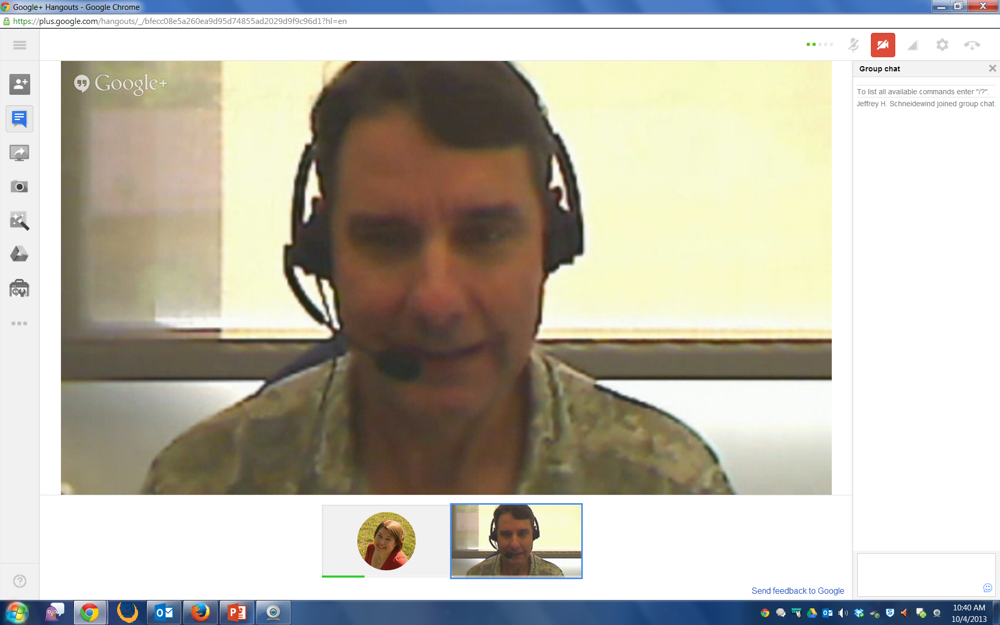 Google+ Hangouts - Google Chrome
https://plus.google.com/hangouts/_/bfecc08e5a260ea9d95d74855ad2029d9f9c96d1?hl=en
Google+
Group chat
To list all available commands enter "/?".
Jeffrey H. Schneidewind joined group chat.
Send feedback to Google
10:40 AM
10/4/2013